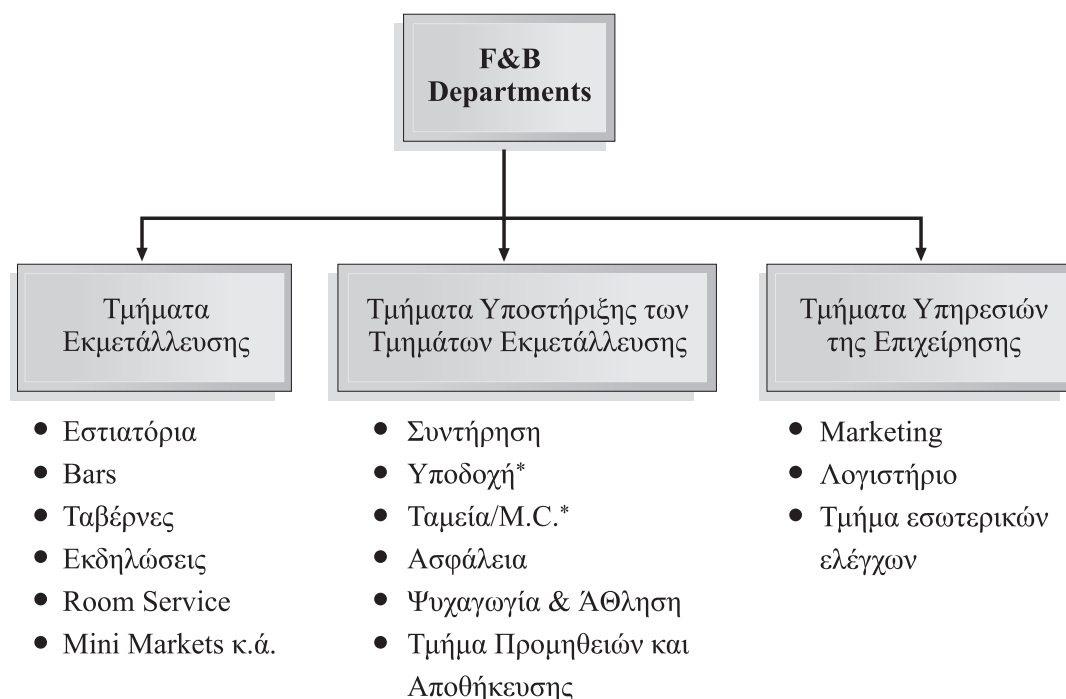 F&B
Departments
Τμήματα
Εκμετάλλευσης
Τμήματα Υποστήριξης των
Τμημάτων Εκμετάλλευσης
Τμήματα Υπηρεσιών
της Επιχείρησης
● Εστιατόρια
● Bars
● Ταβέρνες
● Εκδηλώσεις
● Room Service
● Mini Markets κ.ά.
● Συντήρηση
● Υποδοχή*
● Ταμεία/M.C.*
● Ασφάλεια
● Ψυχαγωγία & ΆΘληση
● Τμήμα Προμηθειών και
Αποθήκευσης
● Marketing
● Λογιστήριο
● Τμήμα εσωτερικών
ελέγχων